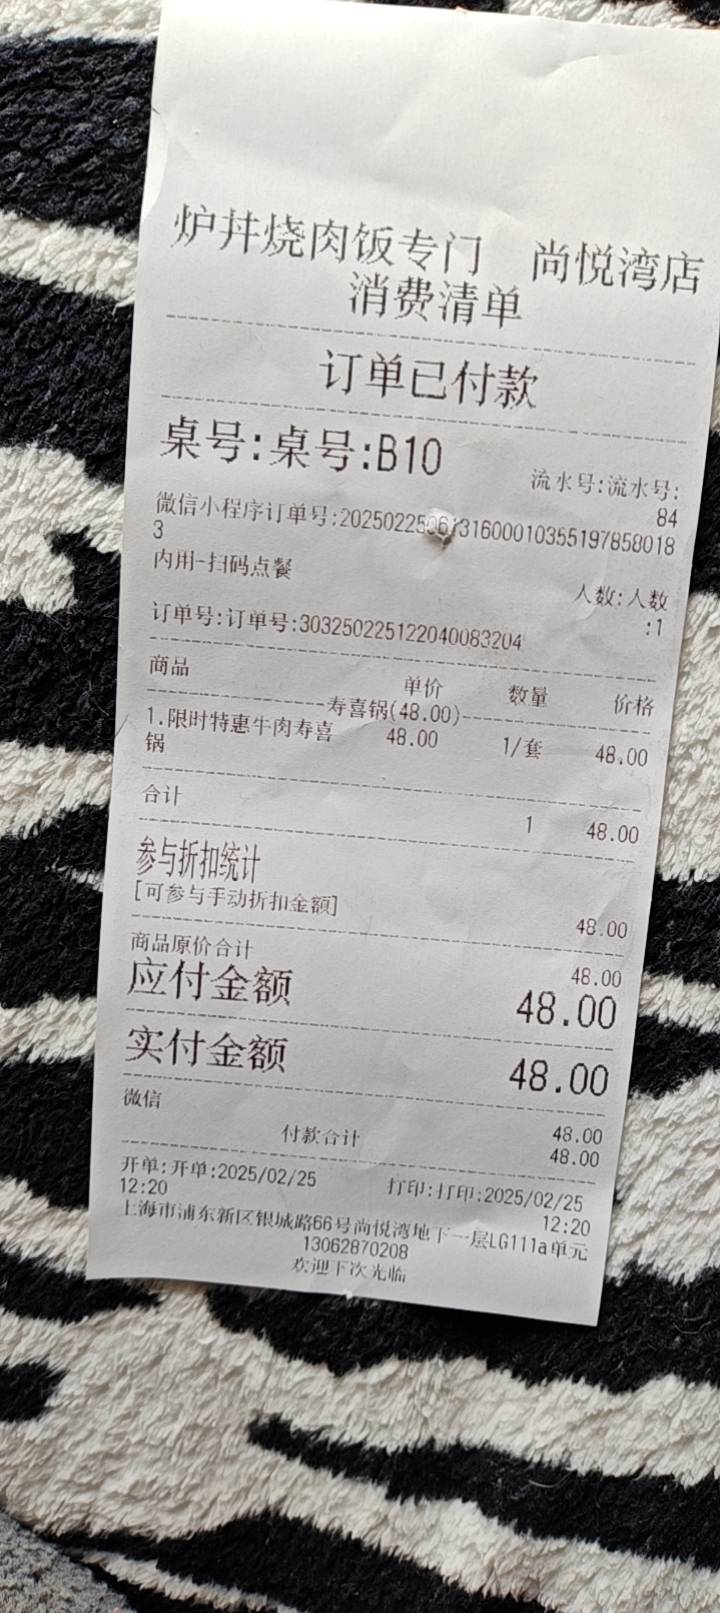 炉丼烧肉饭专门 尚悦湾店
消费清单
订单已付款
桌号:桌号:B10
流水号:流水号:
84
微信小程序订单号:2025022506131600010355197858018
3
内用-扫码点餐
人数:人数
:1
订单号:订单号:303250225122040083204
商品 单价 数量 价格
寿喜锅(48.00)
1.限时特惠牛肉寿喜 48.00 1/套 48.00
锅
合计 1 48.00
参与折扣统计
[可参与手动折扣金额] 48.00
商品原价合计 48.00
应付金额 48.00
实付金额 48.00
微信 48.00
付款合计 48.00
开单:开单:2025/02/25 打印:打印:2025/02/25
12:20 12:20
上海市浦东新区银城路66号尚悦湾地下一层LG111a单元
13062870208
欢迎下次光临